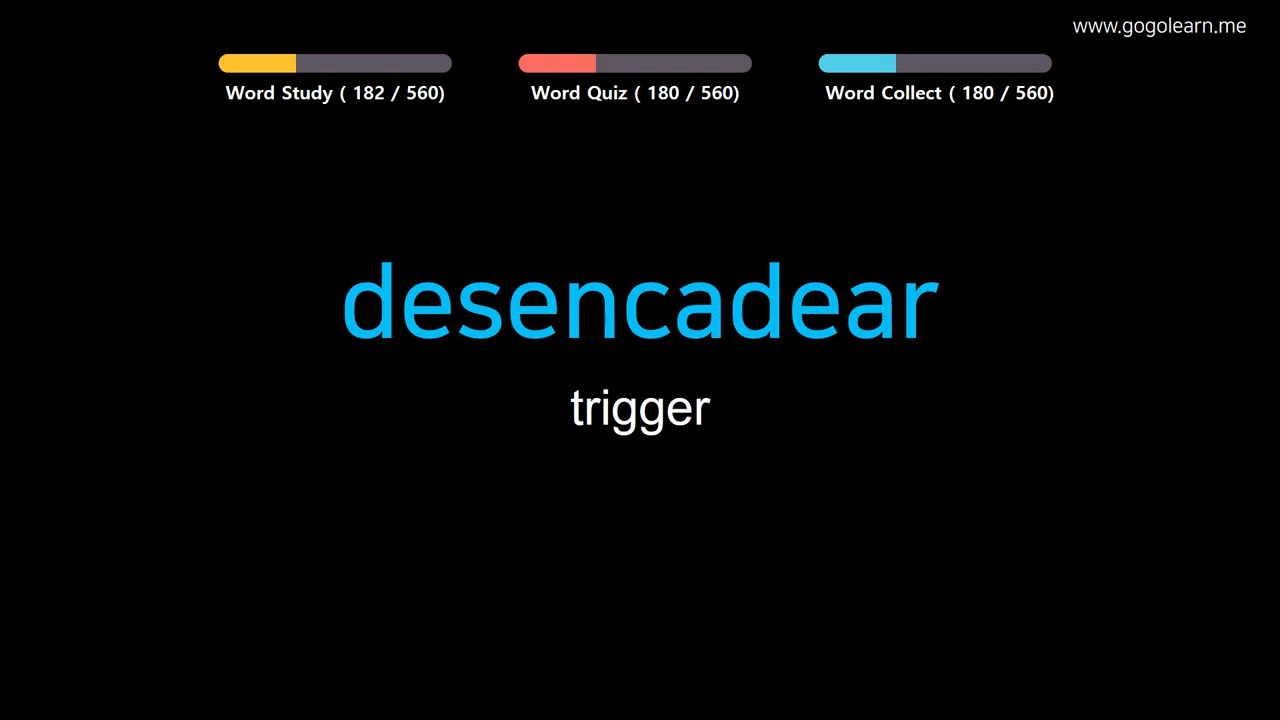 www.gogolearn.me
Word Study ( 182 / 560)
Word Quiz ( 180 / 560)
Word Collect ( 180 / 560)
desencadear
trigger